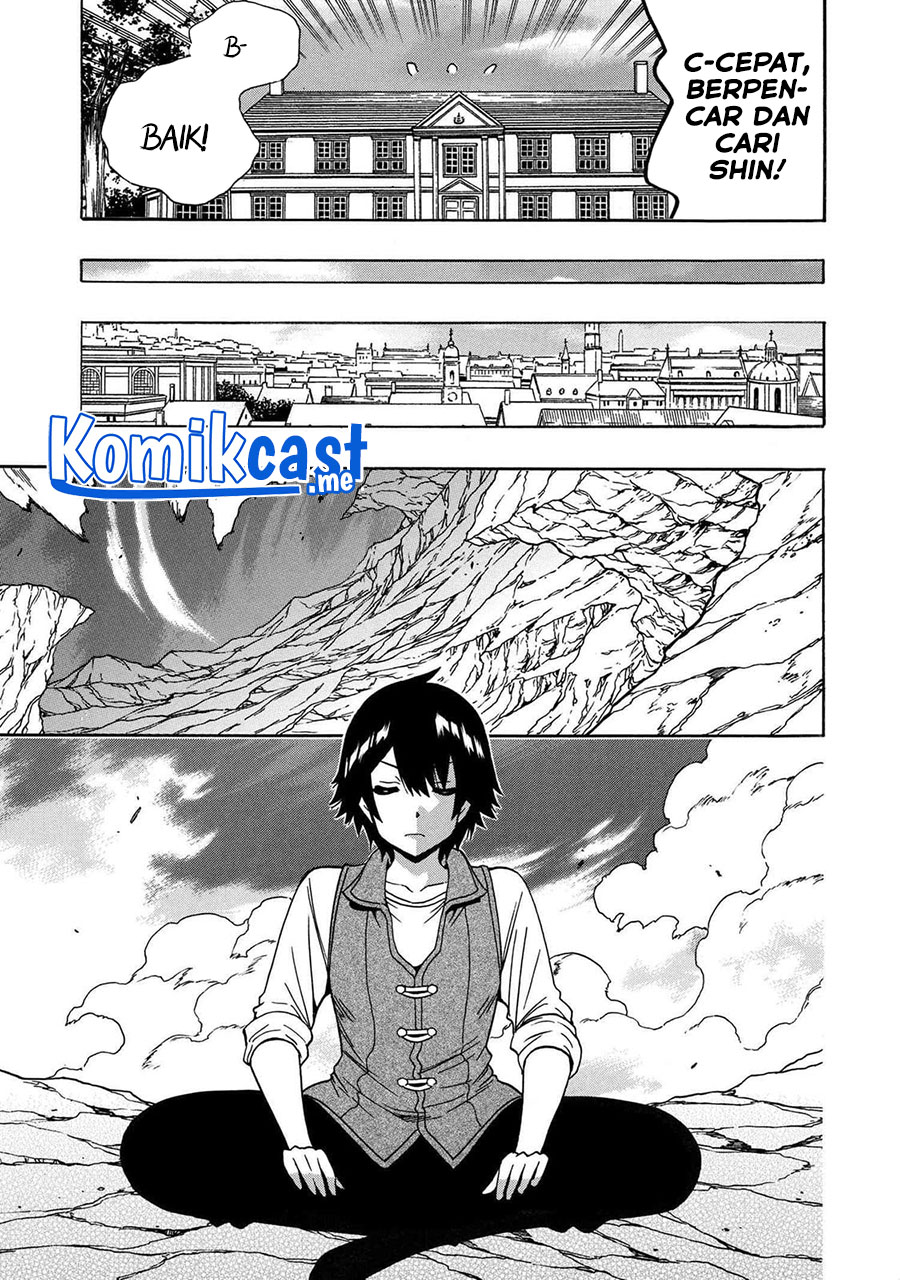 C-CEPAT,
BERPEN-
CAR DAN
CARI
SHIN!
B-
BAIK!
Komikcast
.me